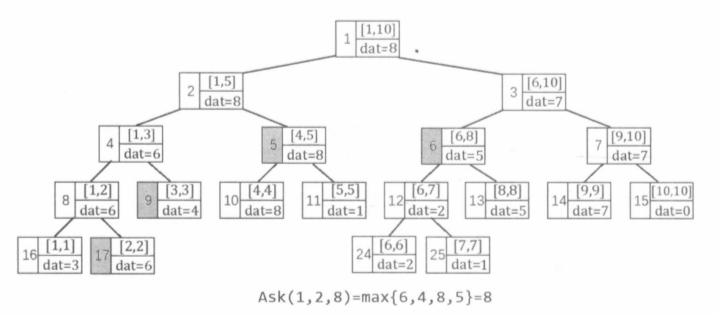 1 [1,10] dat=8
2 [1,5] dat=8
3 [6,10] dat=7
4 [1,3] dat=6
5 [4,5] dat=8
6 [6,8] dat=5
7 [9,10] dat=7
8 [1,2] dat=6
9 [3,3] dat=4
10 [4,4] dat=8
11 [5,5] dat=1
12 [6,7] dat=2
13 [8,8] dat=5
14 [9,9] dat=7
15 [10,10] dat=0
16 [1,1] dat=3
17 [2,2] dat=6
24 [6,6] dat=2
25 [7,7] dat=1
Ask(1,2,8)=max{6,4,8,5}=8